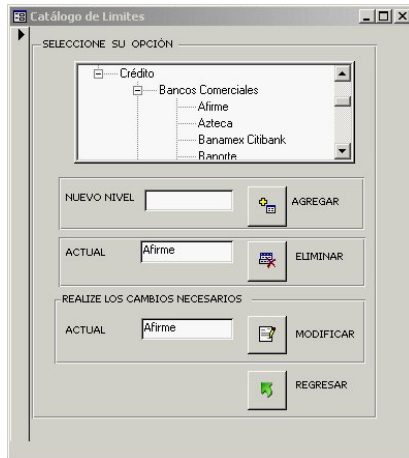 Catálogo de Limites
SELECCIONE SU OPCIÓN
Crédito
Bancos Comerciales
Afirme
Azteca
Banamex Citibank
Banorte
NUEVO NIVEL
AGREGAR
ACTUAL
Afirme
ELIMINAR
REALIZE LOS CAMBIOS NECESARIOS
ACTUAL
Afirme
MODIFICAR
REGRESAR